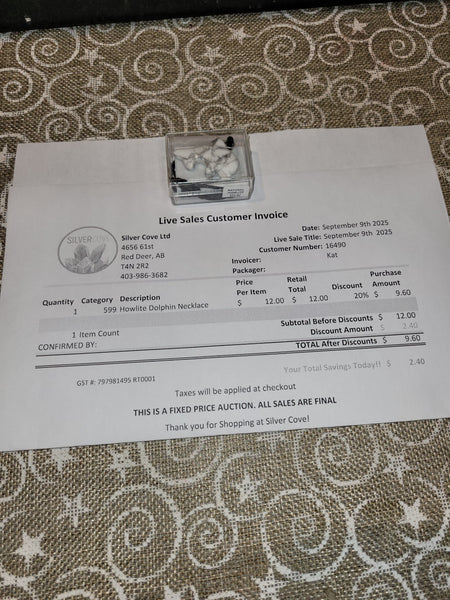 Live Sales Customer Invoice
SILVERCOVE
Silver Cove Ltd
4656 61st
Red Deer, AB
T4N 2R2
403-986-3682
Date: September 9th 2025
Live Sale Title: September 9th 2025
Customer Number: 16490
Invoicer: Kat
Packager:
Quantity Category Description Price Per Item Retail Total Discount Purchase Amount
1 599 Howlite Dolphin Necklace $ 12.00 $ 12.00 20% $ 9.60
1 Item Count
Subtotal Before Discounts $ 12.00
Discount Amount $ 2.40
CONFIRMED BY:
TOTAL After Discounts $ 9.60
Your Total Savings Today!! $ 2.40
GST #: 797981495 RT0001
Taxes will be applied at checkout
THIS IS A FIXED PRICE AUCTION. ALL SALES ARE FINAL
Thank you for Shopping at Silver Cove!